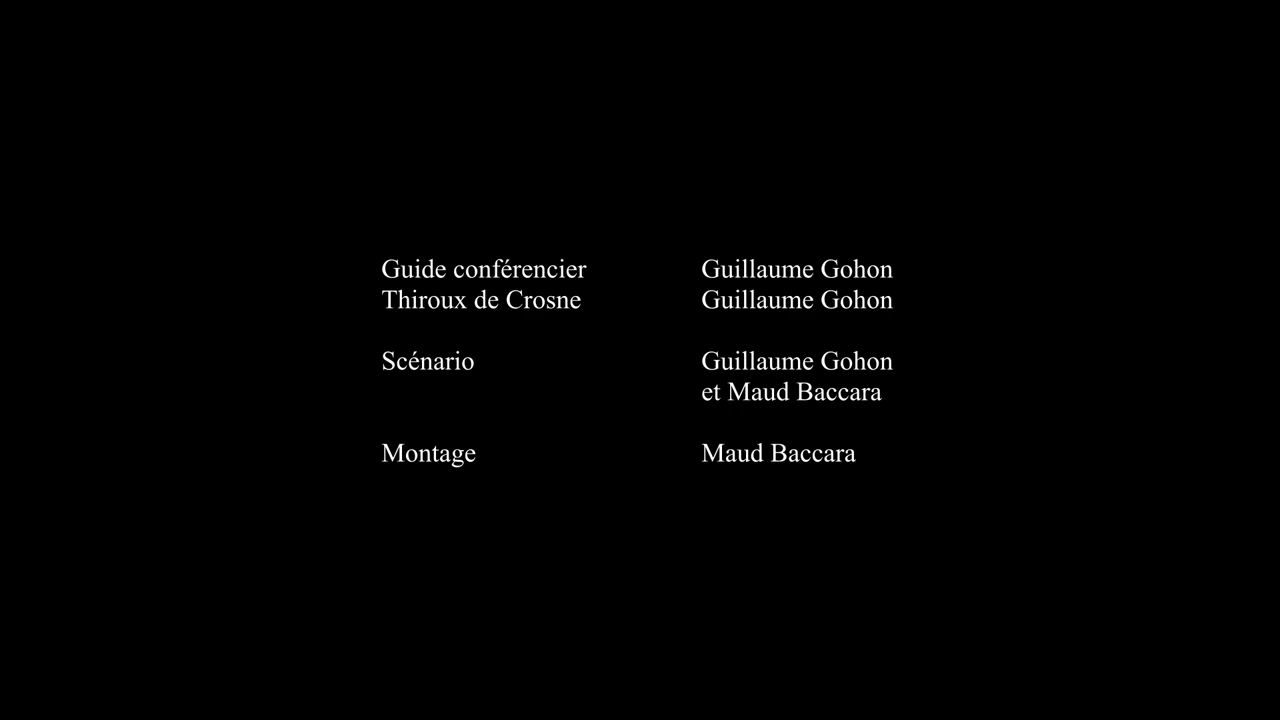 Guide conférencier Guillaume Gohon
Thiroux de Crosne Guillaume Gohon
Scénario Guillaume Gohon
et Maud Baccara
Montage Maud Baccara